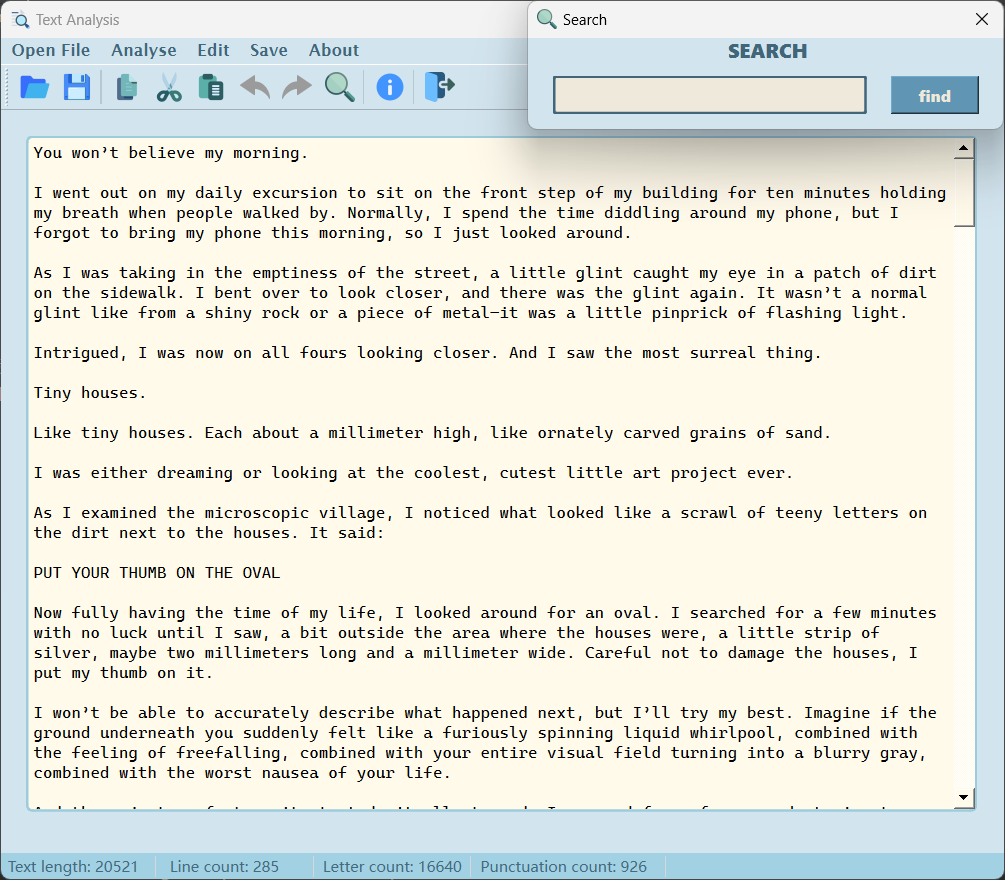 Text Analysis
Search
Open File Analyse Edit Save About
SEARCH
find
You won't believe my morning.
I went out on my daily excursion to sit on the front step of my building for ten minutes holding
my breath when people walked by. Normally, I spend the time diddling around my phone, but I
forgot to bring my phone this morning, so I just looked around.
As I was taking in the emptiness of the street, a little glint caught my eye in a patch of dirt
on the sidewalk. I bent over to look closer, and there was the glint again. It wasn't a normal
glint like from a shiny rock or a piece of metal—it was a little pinprick of flashing light.
Intrigued, I was now on all fours looking closer. And I saw the most surreal thing.
Tiny houses.
Like tiny houses. Each about a millimeter high, like ornately carved grains of sand.
I was either dreaming or looking at the coolest, cutest little art project ever.
As I examined the microscopic village, I noticed what looked like a scrawl of teeny letters on
the dirt next to the houses. It said:
PUT YOUR THUMB ON THE OVAL
Now fully having the time of my life, I looked around for an oval. I searched for a few minutes
with no luck until I saw, a bit outside the area where the houses were, a little strip of
silver, maybe two millimeters long and a millimeter wide. Careful not to damage the houses, I
put my thumb on it.
I won't be able to accurately describe what happened next, but I'll try my best. Imagine if the
ground underneath you suddenly felt like a furiously spinning liquid whirlpool, combined with
the feeling of freefalling, combined with your entire visual field turning into a blurry gray,
combined with the worst nausea of your life.
Text length: 20521 Line count: 285 Letter count: 16640 Punctuation count: 926